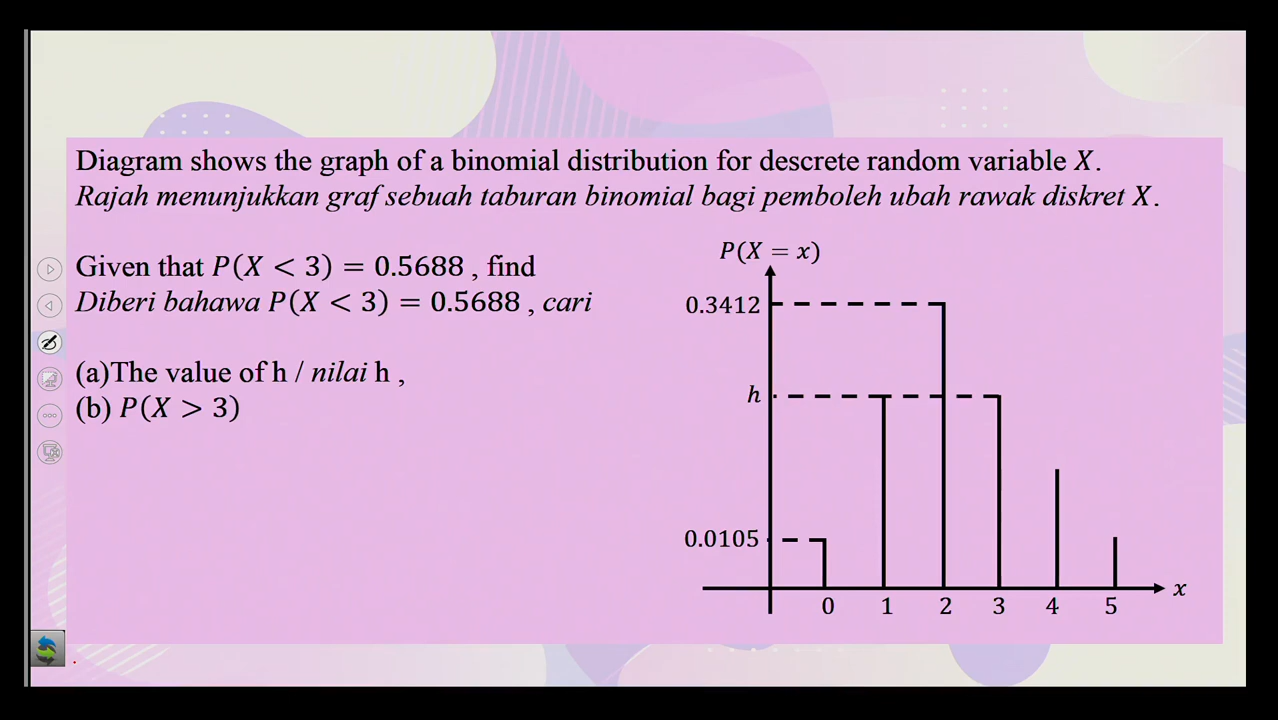 Diagram shows the graph of a binomial distribution for descrete random variable X.
Rajah menunjukkan graf sebuah taburan binomial bagi pemboleh ubah rawak diskret X.
Given that P(X < 3) = 0.5688 , find
Diberi bahawa P(X < 3) = 0.5688 , cari
(a)The value of h / nilai h ,
(b) P(X > 3)
P(X = x)
0.3412
h
0.0105
x
0 1 2 3 4 5